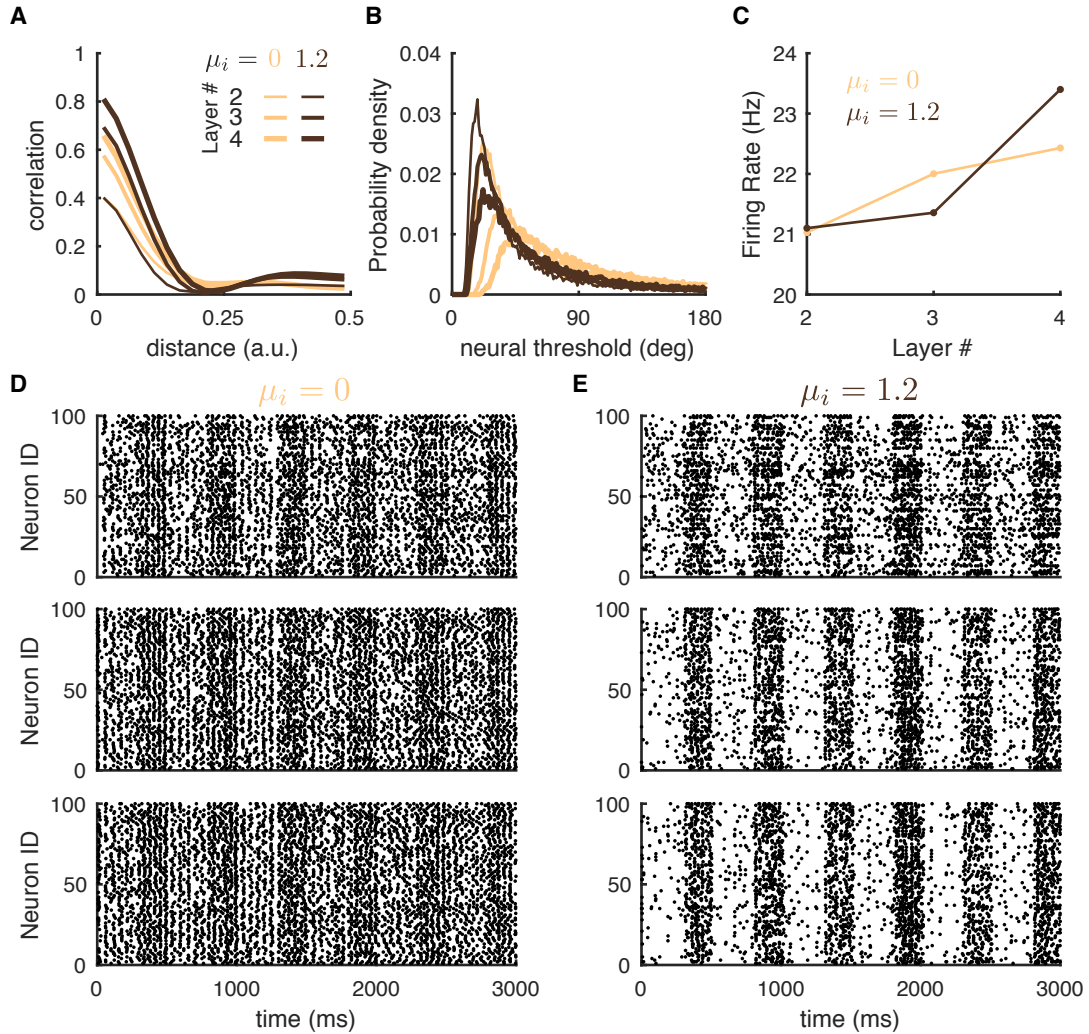 A
B
C
1
0.8
0.6
0.4
0.2
0
0
0.25
0.5
correlation
distance (a.u.)
μi = 0 1.2
Layer #
2
3
4
0.04
0.03
0.02
0.01
0
0
90
180
Probability density
neural threshold (deg)
24
23
22
21
20
2
3
4
Firing Rate (Hz)
Layer #
μi = 0
μi = 1.2
D
μi = 0
E
μi = 1.2
100
50
0
Neuron ID
100
50
0
100
50
0
Neuron ID
100
50
0
100
50
0
Neuron ID
100
50
0
0
1000
2000
3000
0
1000
2000
3000
time (ms)
time (ms)